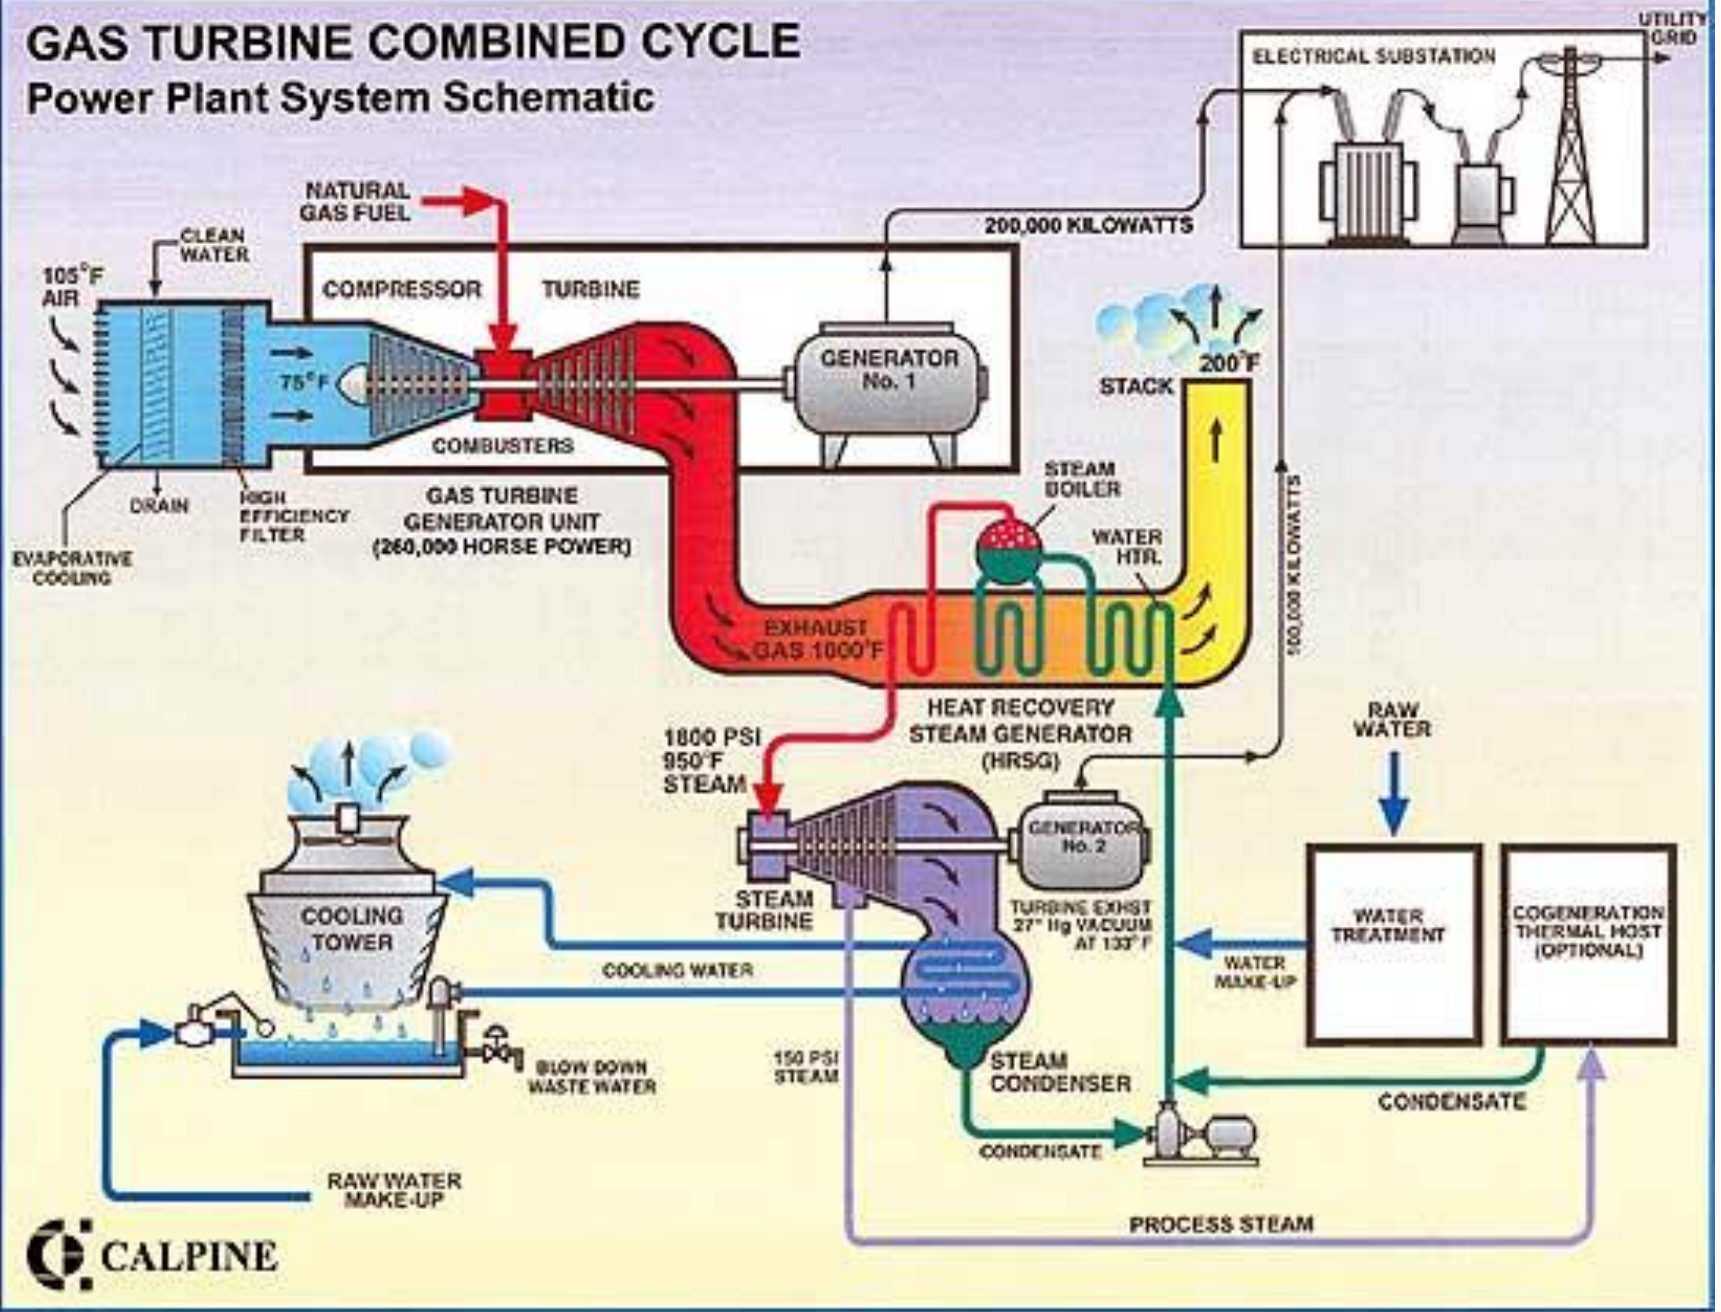 GAS TURBINE COMBINED CYCLE
Power Plant System Schematic
UTILITY
GRID
ELECTRICAL SUBSTATION
NATURAL
GAS FUEL
200,000 KILOWATTS
CLEAN
WATER
105°F
AIR
COMPRESSOR
TURBINE
75°F
GENERATOR
No. 1
200°F
STACK
COMBUSTERS
DRAIN
HIGH
EFFICIENCY
FILTER
EVAPORATIVE
COOLING
GAS TURBINE
GENERATOR UNIT
(260,000 HORSE POWER)
STEAM
BOILER
WATER
HTR.
KILOWATTS
EXHAUST
GAS 1000°F
HEAT RECOVERY
STEAM GENERATOR
(HRSG)
1800 PSI
950°F
STEAM
RAW
WATER
GENERATOR
No. 2
STEAM
TURBINE
TURBINE EXHST
27" Hg VACUUM
AT 133°F
COOLING
TOWER
COOLING WATER
WATER
TREATMENT
COGENERATION
THERMAL HOST
(OPTIONAL)
WATER
MAKE-UP
BLOW DOWN
WASTE WATER
150 PSI
STEAM
STEAM
CONDENSER
CONDENSATE
CONDENSATE
RAW WATER
MAKE-UP
PROCESS STEAM
CALPINE